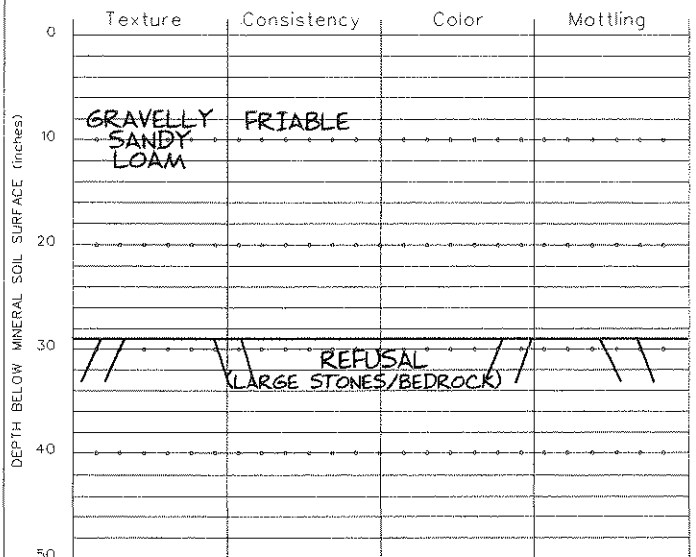 Texture Consistency Color Mottling
0
GRAVELLY FRIABLE
SANDY
10
LOAM
20
30
REFUSAL
(LARGE STONES/BEDROCK)
40
50
DEPTH BELOW MINERAL SOIL SURFACE (inches)